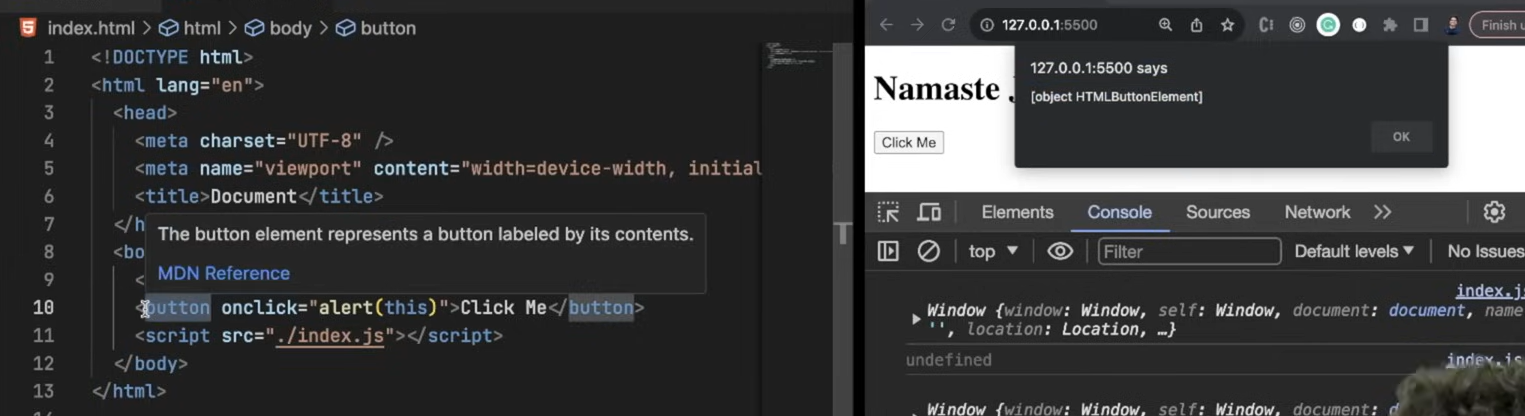 index.html > html > body > button
1 <!DOCTYPE html>
2 <html lang="en">
3 <head>
4 <meta charset="UTF-8" />
5 <meta name="viewport" content="width=device-width, initial
6 <title>Document</title>
7 </h
The button element represents a button labeled by its contents.
MDN Reference
8 <bo
9 <
10 <button onclick="alert(this)">Click Me</button>
11 <script src="./index.js"></script>
12 </body>
13 </html>
127.0.0.1:5500
Finish u
Namaste J
127.0.0.1:5500 says
[object HTMLButtonElement]
OK
Click Me
Elements Console Sources Network
top Filter Default levels No Issues
index.js
Window {window: Window, self: Window, document: document, name
'', location: Location, …}
undefined index.js
Window {window: Window, self: Window, document: d